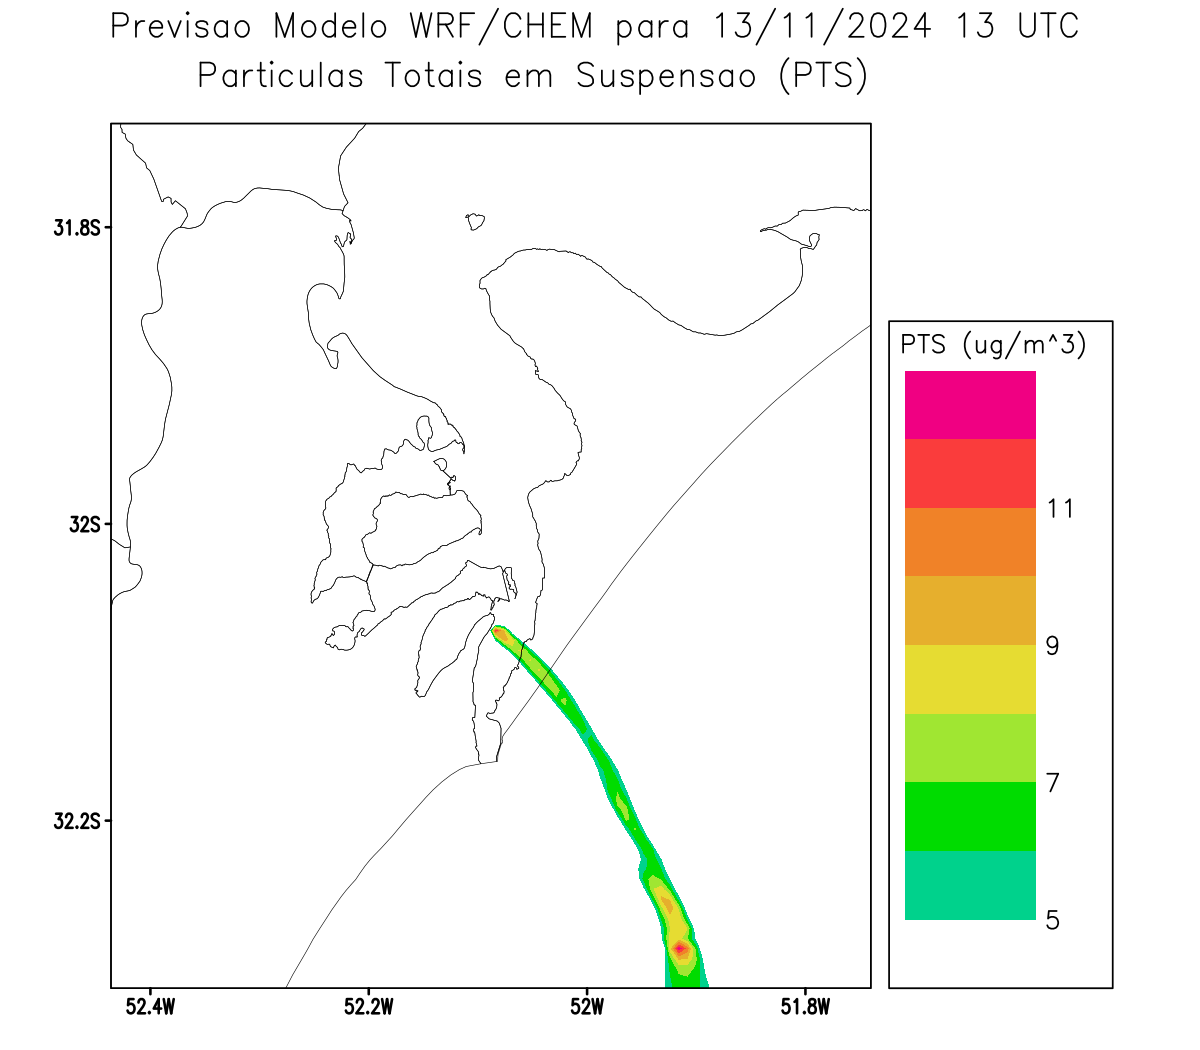 Previsao Modelo WRF/CHEM para 13/11/2024 13 UTC
Particulas Totais em Suspensao (PTS)
31.8S
32S
32.2S
52.4W
52.2W
52W
51.8W
PTS (ug/m^3)
11
9
7
5